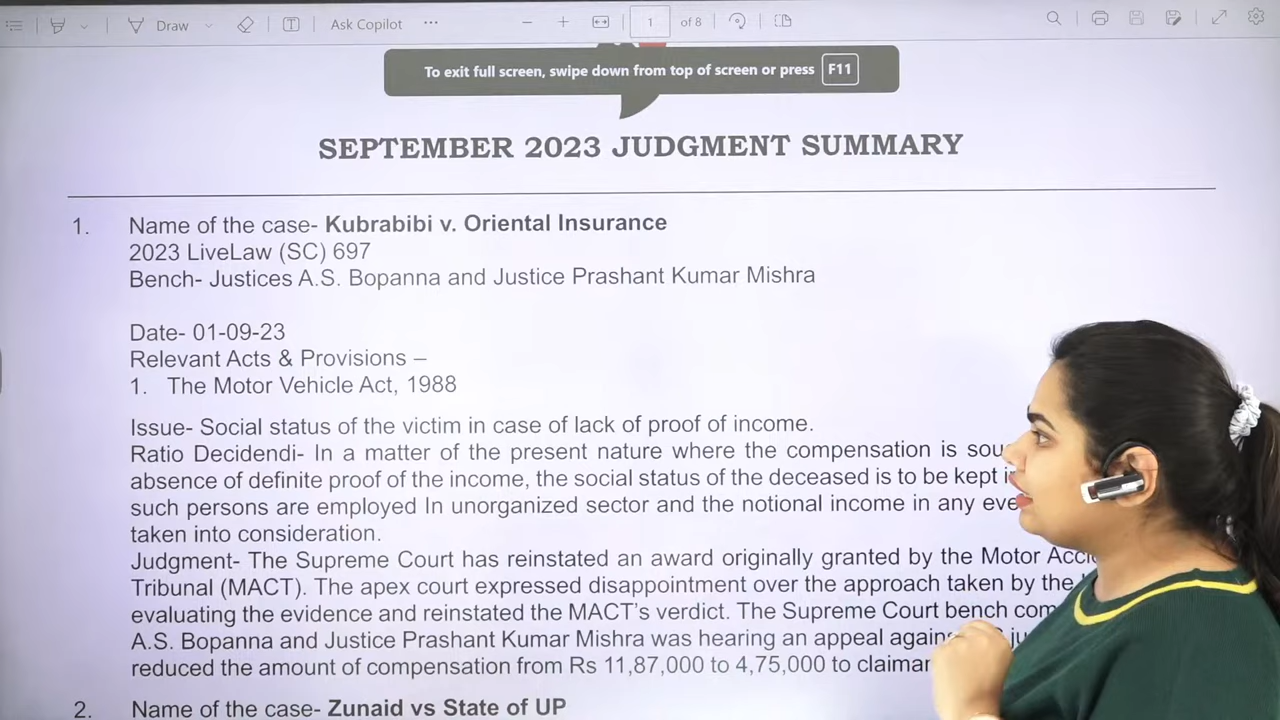 Draw
Ask Copilot
1 of 8
To exit full screen, swipe down from top of screen or press F11
SEPTEMBER 2023 JUDGMENT SUMMARY
1. Name of the case- Kubrabibi v. Oriental Insurance
2023 LiveLaw (SC) 697
Bench- Justices A.S. Bopanna and Justice Prashant Kumar Mishra
Date- 01-09-23
Relevant Acts & Provisions –
1. The Motor Vehicle Act, 1988
Issue- Social status of the victim in case of lack of proof of income.
Ratio Decidendi- In a matter of the present nature where the compensation is
absence of definite proof of the income, the social status of the deceased is to be kept
such persons are employed In unorganized sector and the notional income in any
taken into consideration.
Judgment- The Supreme Court has reinstated an award originally granted by the Motor
Tribunal (MACT). The apex court expressed disappointment over the approach taken by the
evaluating the evidence and reinstated the MACT's verdict. The Supreme Court bench
A.S. Bopanna and Justice Prashant Kumar Mishra was hearing an appeal
reduced the amount of compensation from Rs 11,87,000 to 4,75,000 to
2. Name of the case- Zunaid vs State of UP